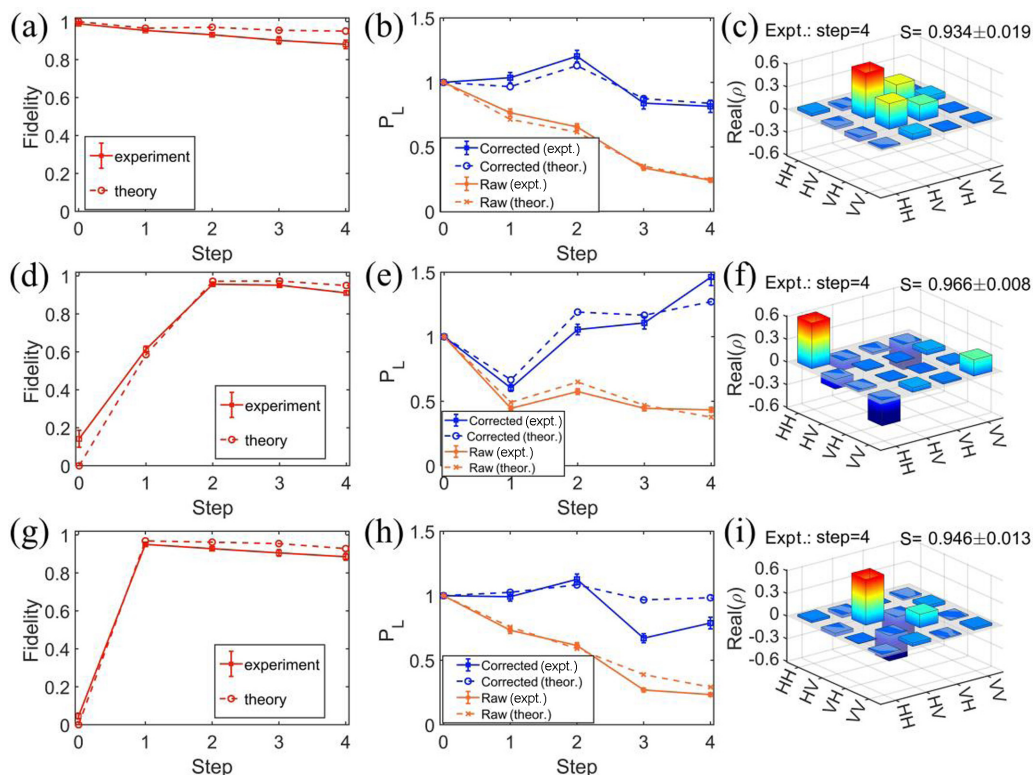 (a)
Fidelity
1
0.8
0.6
0.4
0.2
0
experiment
theory
0 1 2 3 4
Step
(b)
P_L
1.5
1
0.5
0
Corrected (expt.)
Corrected (theor.)
Raw (expt.)
Raw (theor.)
0 1 2 3 4
Step
(c)
Expt.: step=4 S= 0.934±0.019
Real(ρ)
0.6
0.3
0
-0.3
-0.6
HH HV VH VV
HH HV VH VV
(d)
Fidelity
1
0.8
0.6
0.4
0.2
0
experiment
theory
0 1 2 3 4
Step
(e)
P_L
1.5
1
0.5
0
Corrected (expt.)
Corrected (theor.)
Raw (expt.)
Raw (theor.)
0 1 2 3 4
Step
(f)
Expt.: step=4 S= 0.966±0.008
Real(ρ)
0.6
0.3
0
-0.3
-0.6
HH HV VH VV
HH HV VH VV
(g)
Fidelity
1
0.8
0.6
0.4
0.2
0
experiment
theory
0 1 2 3 4
Step
(h)
P_L
1.5
1
0.5
0
Corrected (expt.)
Corrected (theor.)
Raw (expt.)
Raw (theor.)
0 1 2 3 4
Step
(i)
Expt.: step=4 S= 0.946±0.013
Real(ρ)
0.6
0.3
0
-0.3
-0.6
HH HV VH VV
HH HV VH VV